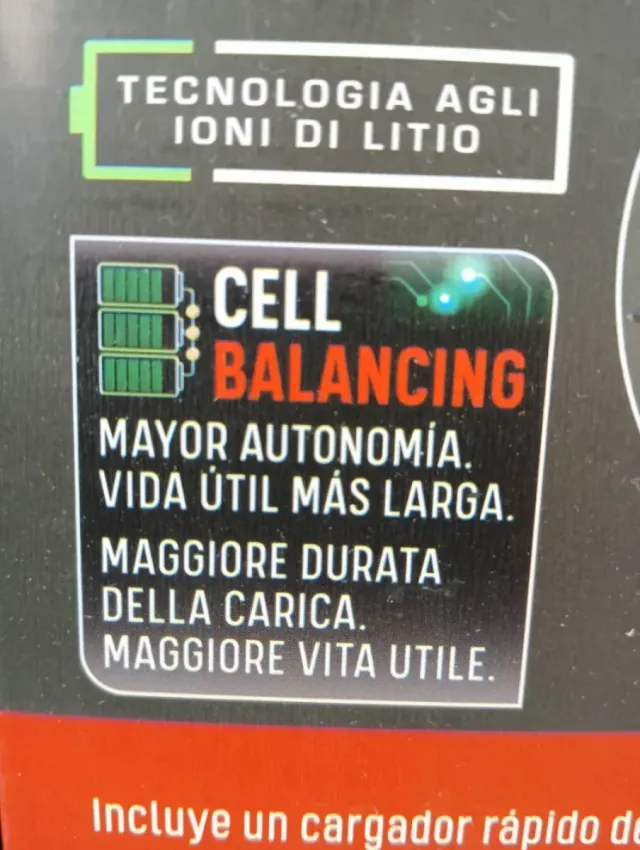 TECNOLOGIA AGLI
IONI DI LITIO
CELL
BALANCING
MAYOR AUTONOMÍA.
VIDA ÚTIL MÁS LARGA.
MAGGIORE DURATA
DELLA CARICA.
MAGGIORE VITA UTILE.
Incluye un cargador rápido de